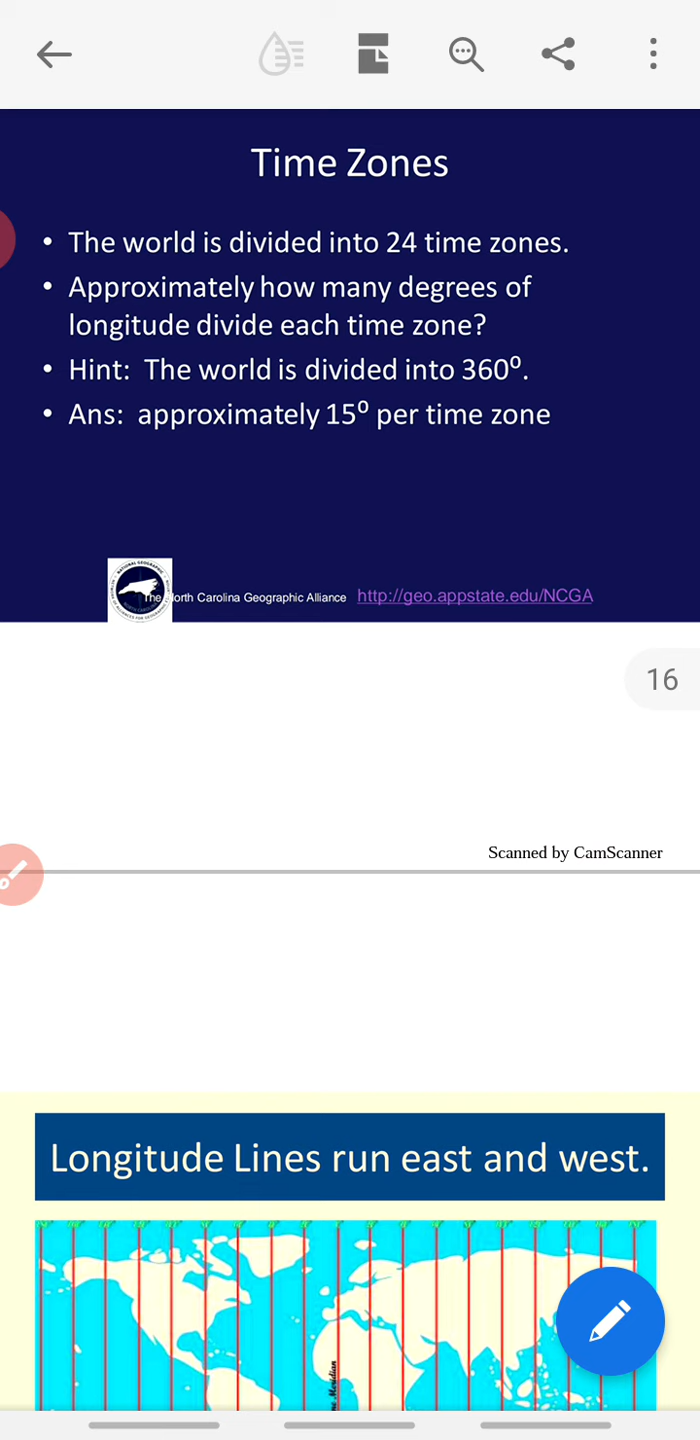 Time Zones
• The world is divided into 24 time zones.
• Approximately how many degrees of
longitude divide each time zone?
• Hint: The world is divided into 360⁰.
• Ans: approximately 15⁰ per time zone
The North Carolina Geographic Alliance http://geo.appstate.edu/NCGA
16
Scanned by CamScanner
Longitude Lines run east and west.
Meridian